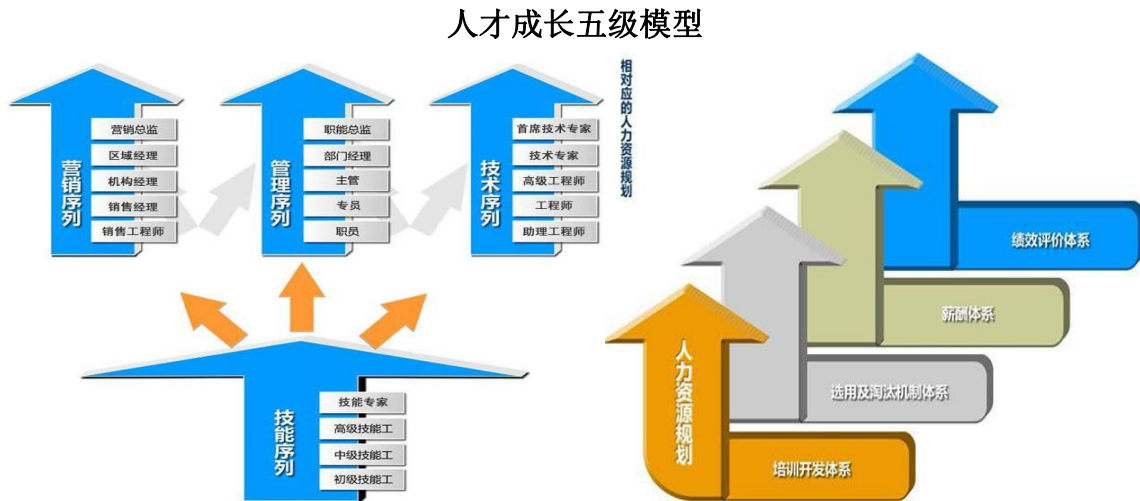 人才成长五级模型
营销序列
营销总监
区域经理
机构经理
销售经理
销售工程师
管理序列
职能总监
部门经理
主管
专员
职员
技术序列
首席技术专家
技术专家
高级工程师
工程师
助理工程师
技能序列
技能专家
高级技能工
中级技能工
初级技能工
相对应的人力资源规划
人力资源规划
绩效评价体系
薪酬体系
选用及淘汰机制体系
培训开发体系